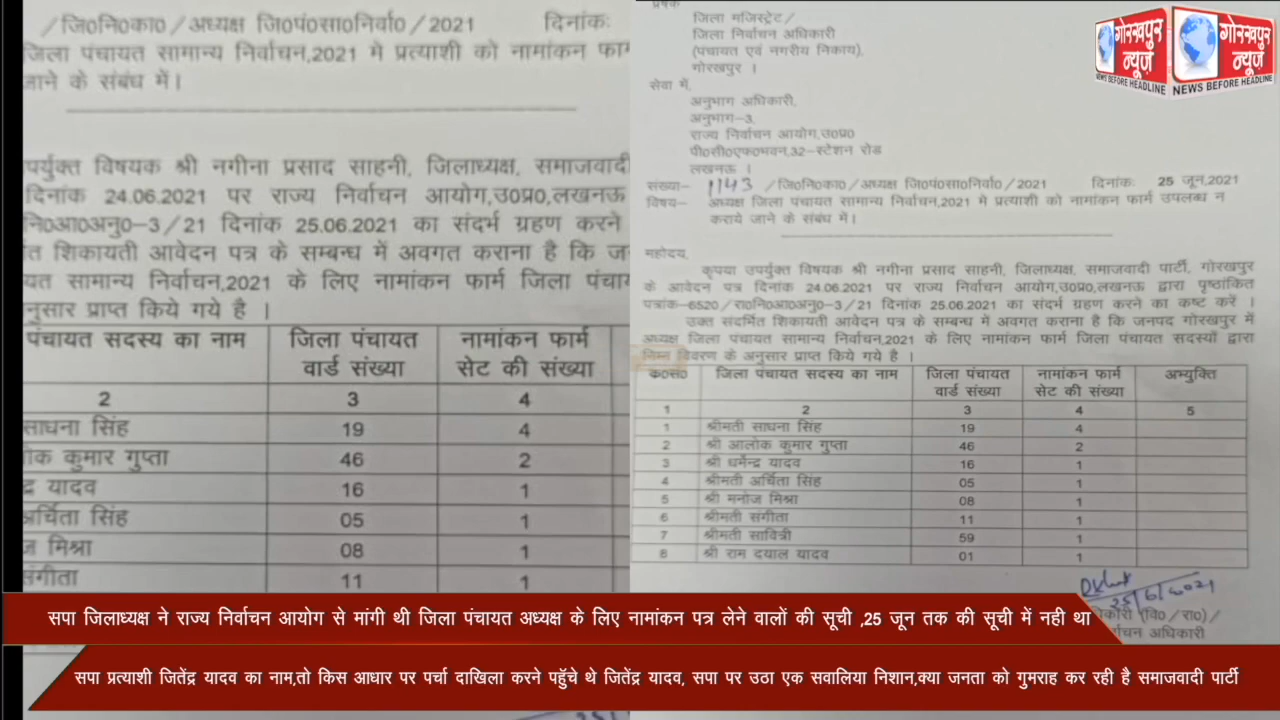 /जि0नि0का0/अध्यक्ष जि0पं0सा0निर्वा0/2021 दिनांकः
जिला पंचायत सामान्य निर्वाचन,2021 मे प्रत्याशी को नामांकन फार्म
जाने के संबंध में।
पर्युक्त विषयक श्री नगीना प्रसाद साहनी, जिलाध्यक्ष, समाजवादी
दिनांक 24.06.2021 पर राज्य निर्वाचन आयोग,उ0प्र0,लखनऊ
नि0आ0अनु0-3/21 दिनांक 25.06.2021 का संदर्भ ग्रहण करने
त शिकायती आवेदन पत्र के सम्बन्ध में अवगत कराना है कि जन
यत सामान्य निर्वाचन,2021 के लिए नामांकन फार्म जिला पंचाय
नुसार प्राप्त किये गये है ।
पंचायत सदस्य का नाम जिला पंचायत वार्ड संख्या नामांकन फार्म सेट की संख्या
2 3 4
साधना सिंह 19 4
ोक कुमार गुप्ता 46 2
द्र यादव 16 1
अर्चिता सिंह 05 1
ज मिश्रा 08 1
संगीता 11 1
प्रेषक
जिला मजिस्ट्रेट/
जिला निर्वाचन अधिकारी
(पंचायत एवं नगरीय निकाय),
गोरखपुर ।
सेवा में,
अनुभाग अधिकारी,
अनुभाग-3,
राज्य निर्वाचन आयोग,उ0प्र0
पी0सी0एफ0भवन,32-स्टेशन रोड
लखनऊ ।
संख्या- 1143 /जि0नि0का0/अध्यक्ष जि0पं0सा0निर्वा0/2021 दिनांकः 25 जून,2021
विषय- अध्यक्ष जिला पंचायत सामान्य निर्वाचन,2021 मे प्रत्याशी को नामांकन फार्म उपलब्ध न
कराये जाने के संबंध में।
महोदय,
कृपया उपर्युक्त विषयक श्री नगीना प्रसाद साहनी, जिलाध्यक्ष, समाजवादी पार्टी, गोरखपुर
के आवेदन पत्र दिनांक 24.06.2021 पर राज्य निर्वाचन आयोग,उ0प्र0,लखनऊ द्वारा पृष्ठांकित
पत्रांक-6520/रा0नि0आ0अनु0-3/21 दिनांक 25.06.2021 का संदर्भ ग्रहण करने का कष्ट करें ।
उक्त संदर्भित शिकायती आवेदन पत्र के सम्बन्ध में अवगत कराना है कि जनपद गोरखपुर में
अध्यक्ष जिला पंचायत सामान्य निर्वाचन,2021 के लिए नामांकन फार्म जिला पंचायत सदस्यों द्वारा
निम्न विवरण के अनुसार प्राप्त किये गये है ।
क0सं0 जिला पंचायत सदस्य का नाम जिला पंचायत वार्ड संख्या नामांकन फार्म सेट की संख्या अभ्युक्ति
1 2 3 4 5
1 श्रीमती साधना सिंह 19 4
2 श्री आलोक कुमार गुप्ता 46 2
3 श्री धर्मेन्द्र यादव 16 1
4 श्रीमती अर्चिता सिंह 05 1
5 श्री मनोज मिश्रा 08 1
6 श्रीमती संगीता 11 1
7 श्रीमती सावित्री 59 1
8 श्री राम दयाल यादव 01 1
25/6/2021
धिकारी (वि0/रा0)/
र्वाचन अधिकारी
गोरखपुर न्यूज़
NEWS BEFORE HEADLINE
गोरखपुर न्यूज़
NEWS BEFORE HEADLINE
सपा जिलाध्यक्ष ने राज्य निर्वाचन आयोग से मांगी थी जिला पंचायत अध्यक्ष के लिए नामांकन पत्र लेने वालों की सूची ,25 जून तक की सूची में नही था
सपा प्रत्याशी जितेंद्र यादव का नाम,तो किस आधार पर पर्चा दाखिला करने पहुॅचे थे जितेंद्र यादव, सपा पर उठा एक सवालिया निशान,क्या जनता को गुमराह कर रही है समाजवादी पार्टी